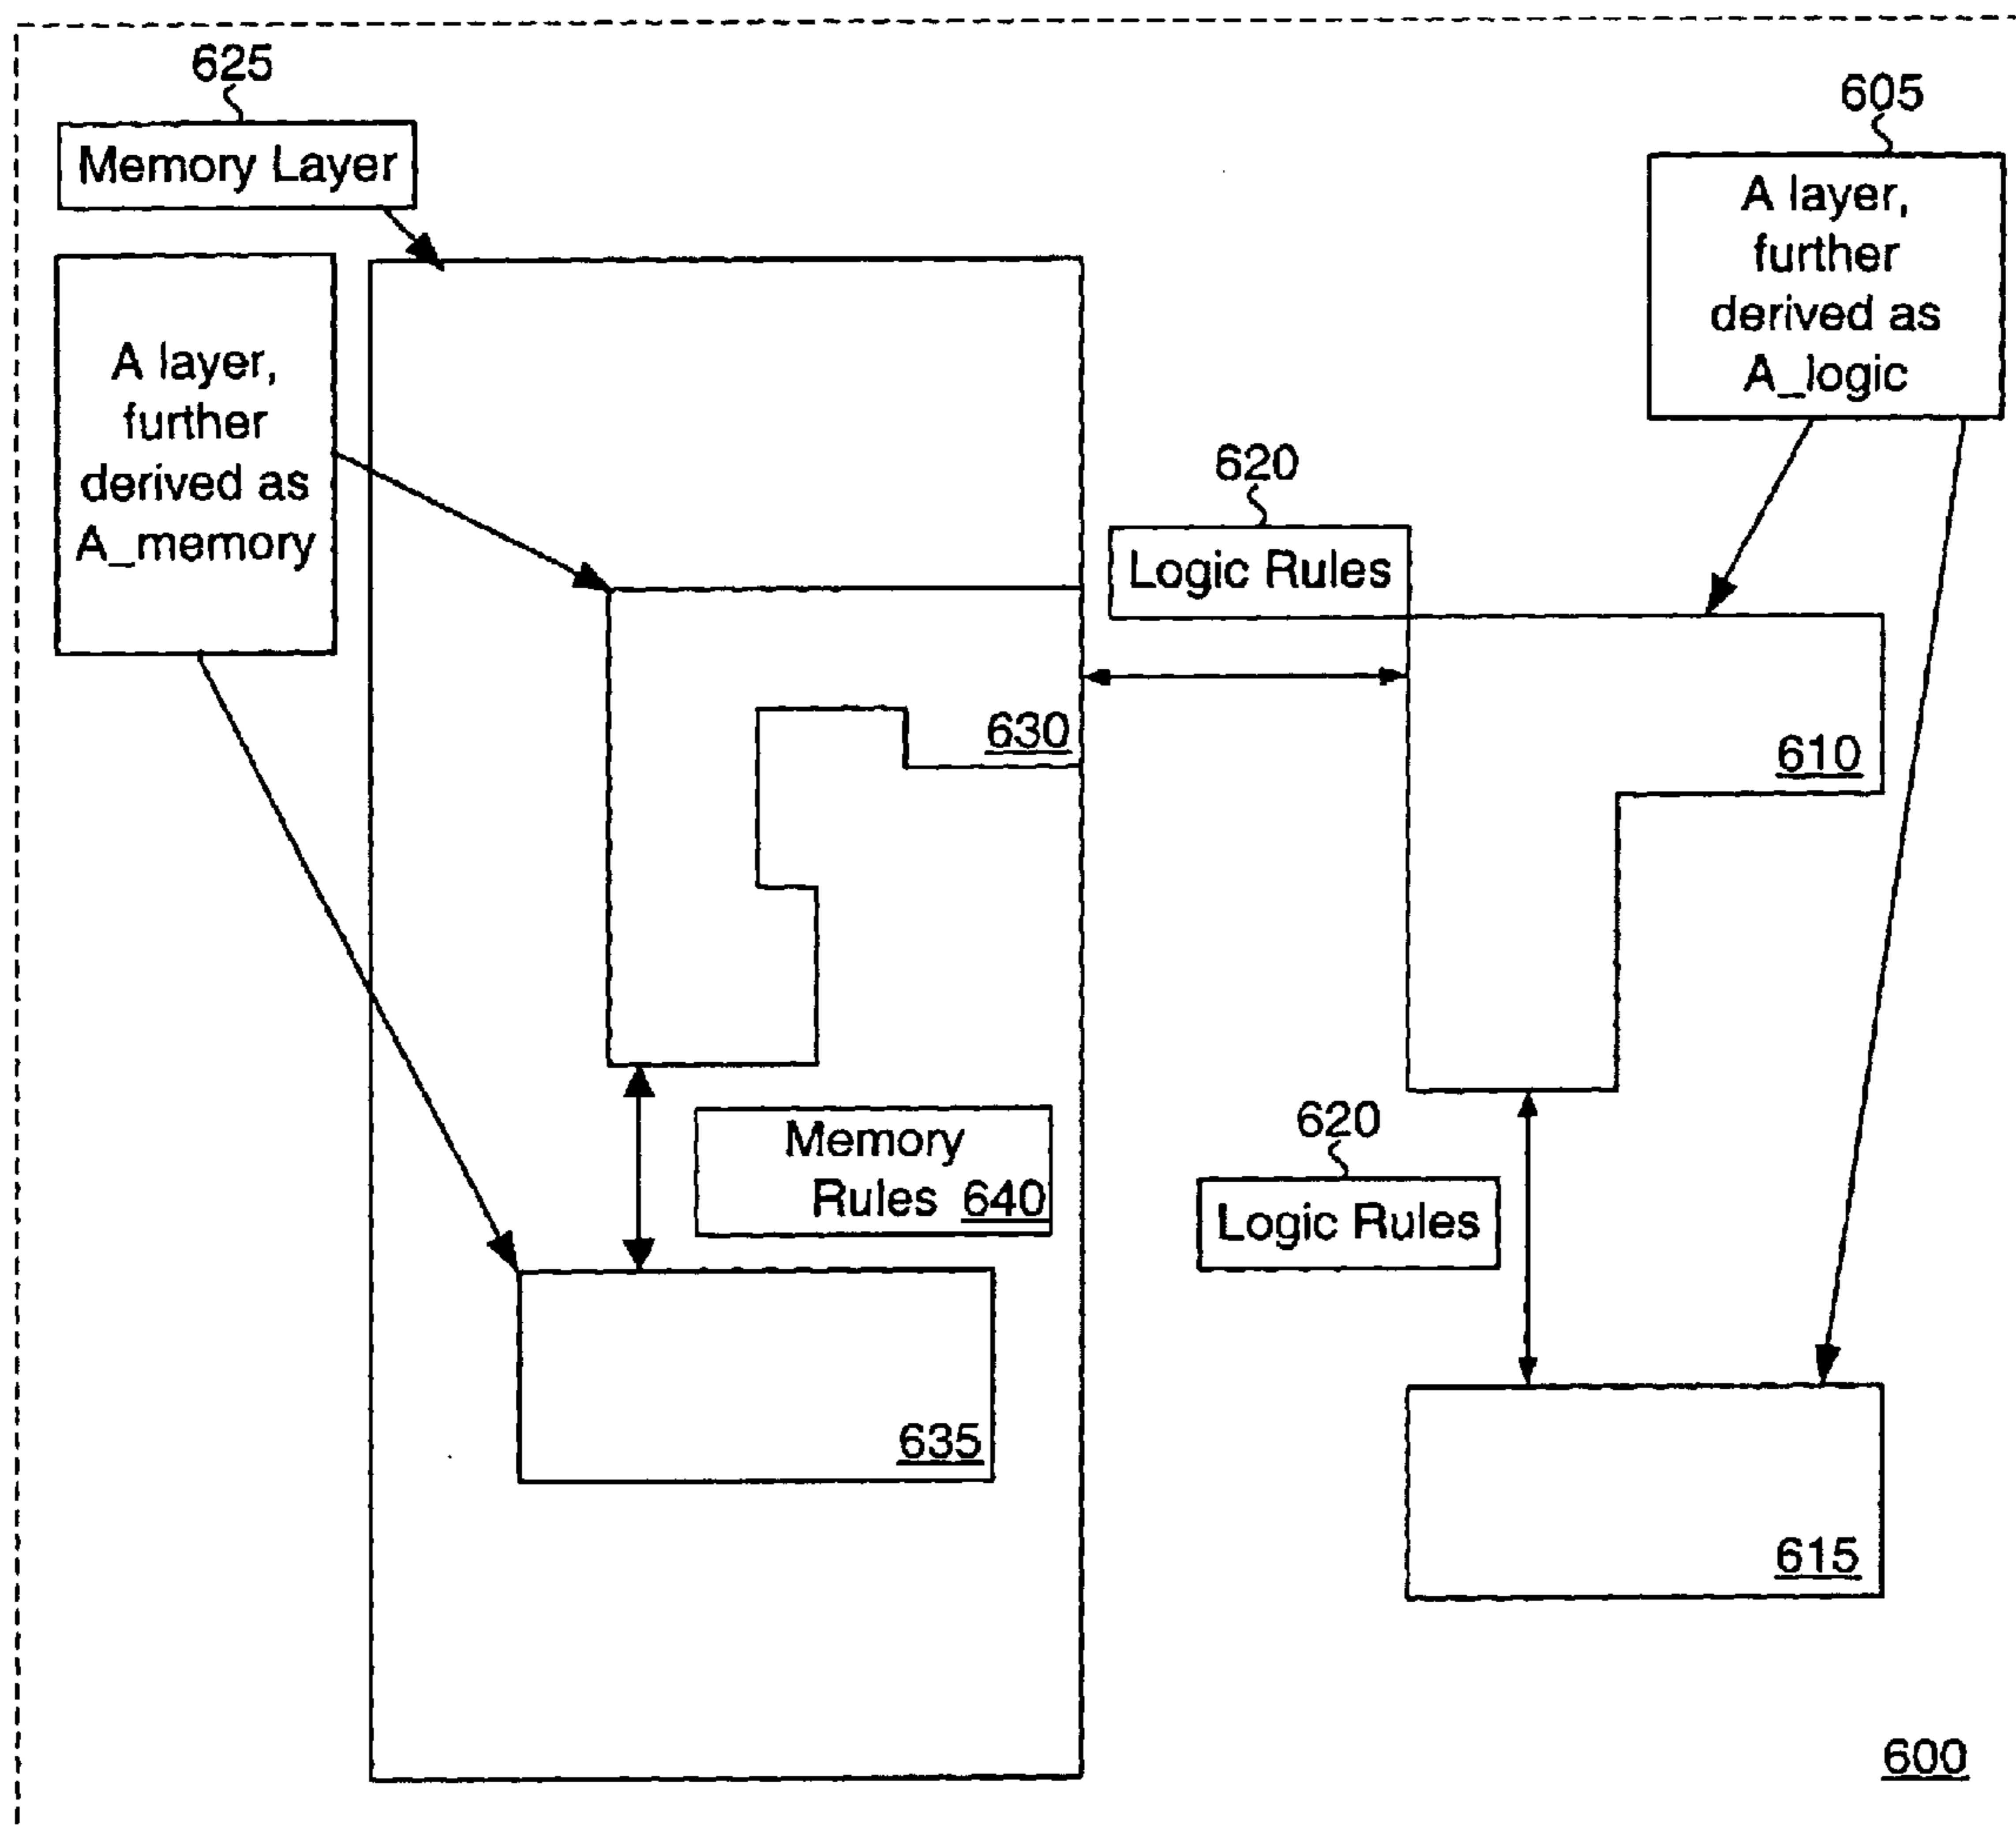 625
Memory Layer
605
A layer,
further
derived as
A_logic
A layer,
further
derived as
A_memory
620
Logic Rules
630
610
Memory
Rules 640
620
Logic Rules
635
615
600